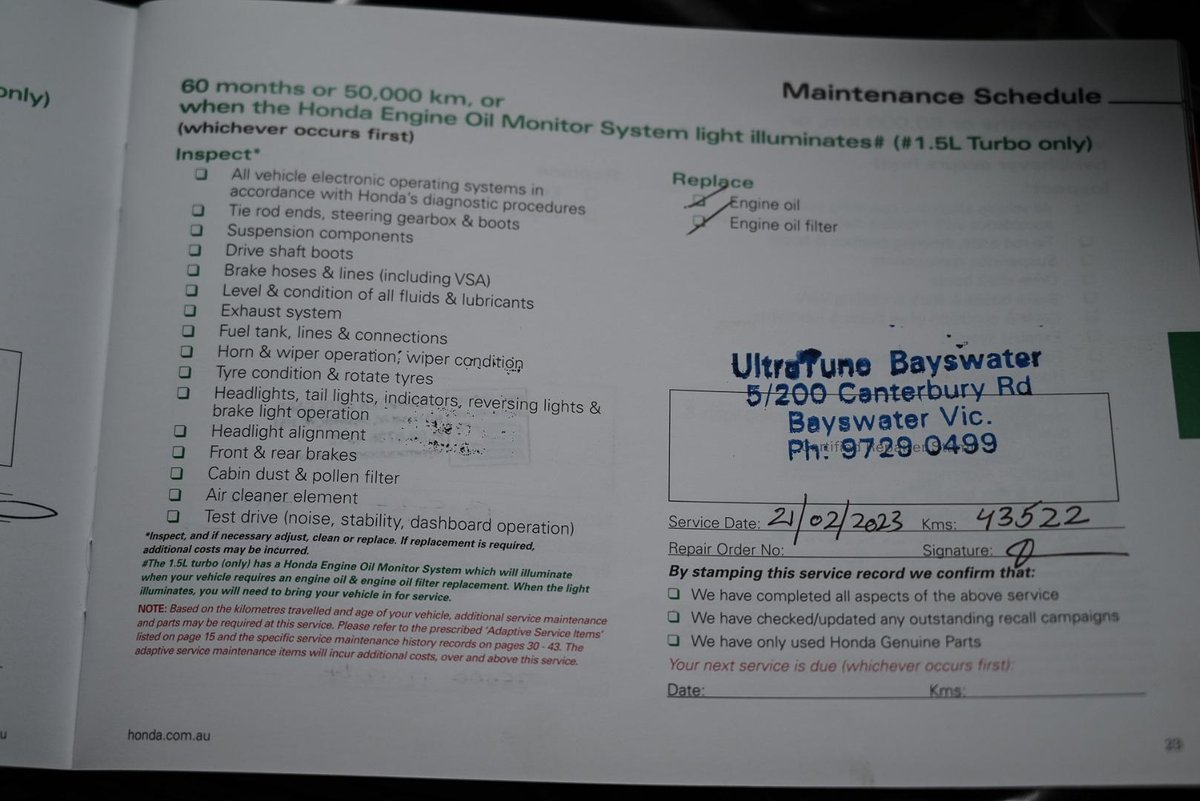 only)
60 months or 50,000 km, or
when the Honda Engine Oil Monitor System light illuminates# (#1.5L Turbo only)
(whichever occurs first)
Maintenance Schedule
Inspect*
❏ All vehicle electronic operating systems in
accordance with Honda's diagnostic procedures
❏ Tie rod ends, steering gearbox & boots
❏ Suspension components
❏ Drive shaft boots
❏ Brake hoses & lines (including VSA)
❏ Level & condition of all fluids & lubricants
❏ Exhaust system
❏ Fuel tank, lines & connections
❏ Horn & wiper operation, wiper condition
❏ Tyre condition & rotate tyres
❏ Headlights, tail lights, indicators, reversing lights &
brake light operation
❏ Headlight alignment
❏ Front & rear brakes
❏ Cabin dust & pollen filter
❏ Air cleaner element
❏ Test drive (noise, stability, dashboard operation)
*Inspect, and if necessary adjust, clean or replace. If replacement is required,
additional costs may be incurred.
#The 1.5L turbo (only) has a Honda Engine Oil Monitor System which will illuminate
when your vehicle requires an engine oil & engine oil filter replacement. When the light
illuminates, you will need to bring your vehicle in for service.
NOTE: Based on the kilometres travelled and age of your vehicle, additional service maintenance
and parts may be required at this service. Please refer to the prescribed 'Adaptive Service Items'
listed on page 15 and the specific service maintenance history records on pages 30 - 43. The
adaptive service maintenance items will incur additional costs, over and above this service.
honda.com.au
Replace
Engine oil
Engine oil filter
UltraTune Bayswater
5/200 Canterbury Rd
Bayswater Vic.
Ph: 9729 0499
Service Date: 21/02/2023 Kms: 43522
Repair Order No: Signature:
By stamping this service record we confirm that:
❏ We have completed all aspects of the above service
❏ We have checked/updated any outstanding recall campaigns
❏ We have only used Honda Genuine Parts
Your next service is due (whichever occurs first):
Date: Kms:
23